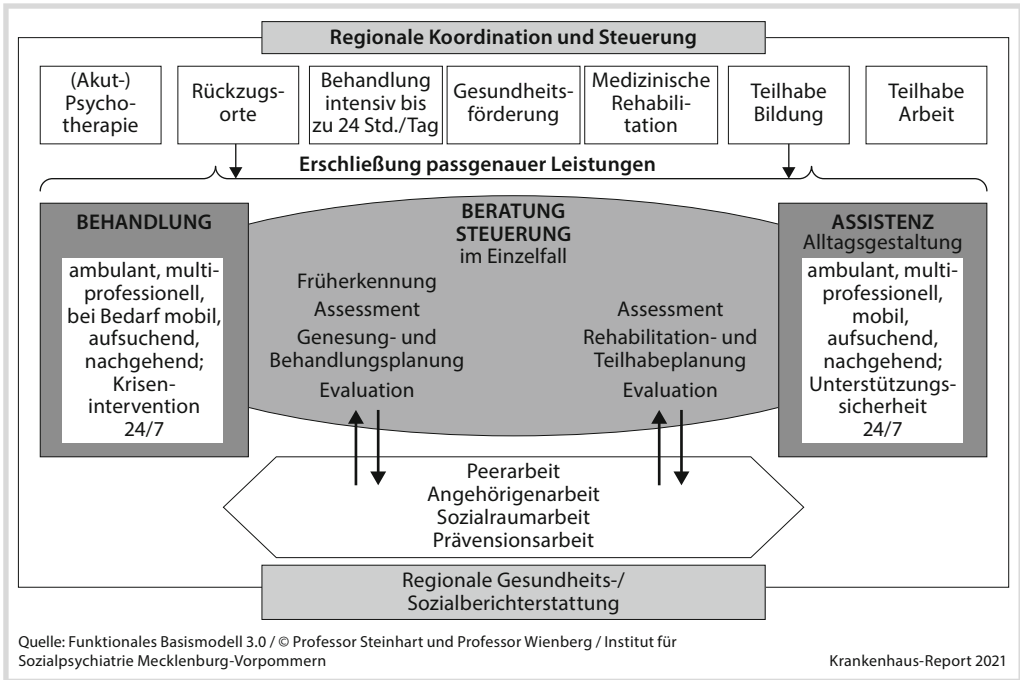 Regionale Koordination und Steuerung
(Akut-)
Psycho-
therapie
Rückzugs-
orte
Behandlung
intensiv bis
zu 24 Std./Tag
Gesundheits-
förderung
Medizinische
Rehabili-
tation
Teilhabe
Bildung
Teilhabe
Arbeit
Erschließung passgenauer Leistungen
BEHANDLUNG
ambulant, multi-
professionell,
bei Bedarf mobil,
aufsuchend,
nachgehend;
Krisen-
intervention
24/7
BERATUNG
STEUERUNG
im Einzelfall
Früherkennung
Assessment
Genesung- und
Behandlungsplanung
Evaluation
Assessment
Rehabilitation- und
Teilhabeplanung
Evaluation
ASSISTENZ
Alltagsgestaltung
ambulant, multi-
professionell,
mobil,
aufsuchend,
nachgehend;
Unterstützungs-
sicherheit
24/7
Peerarbeit
Angehörigenarbeit
Sozialraumarbeit
Prävensionsarbeit
Regionale Gesundheits-/
Sozialberichterstattung
Quelle: Funktionales Basismodell 3.0 / © Professor Steinhart und Professor Wienberg / Institut für
Sozialpsychiatrie Mecklenburg-Vorpommern
Krankenhaus-Report 2021